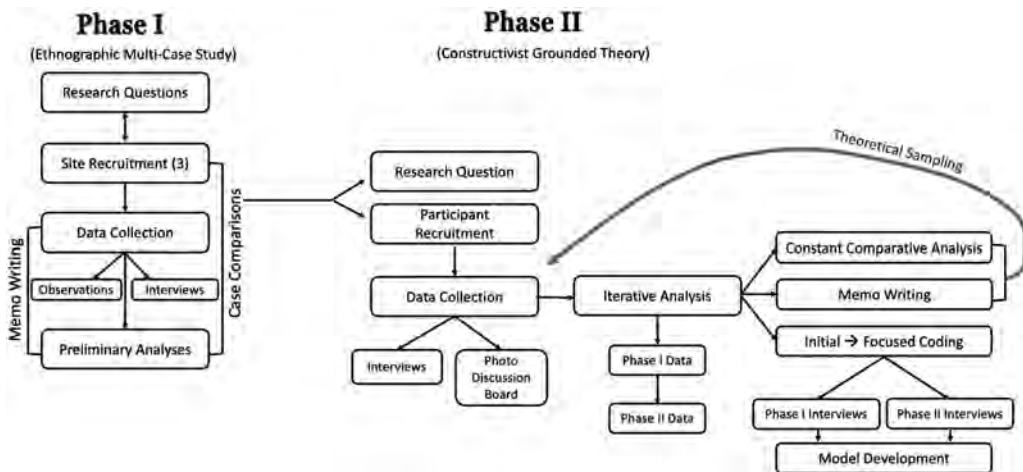 Phase I
(Ethnographic Multi-Case Study)
Research Questions
Site Recruitment (3)
Data Collection
Observations
Interviews
Preliminary Analyses
Memo Writing
Case Comparisons
Phase II
(Constructivist Grounded Theory)
Research Question
Participant
Recruitment
Data Collection
Interviews
Photo
Discussion
Board
Iterative Analysis
Phase I Data
Phase II Data
Theoretical Sampling
Constant Comparative Analysis
Memo Writing
Initial → Focused Coding
Phase I Interviews
Phase II Interviews
Model Development